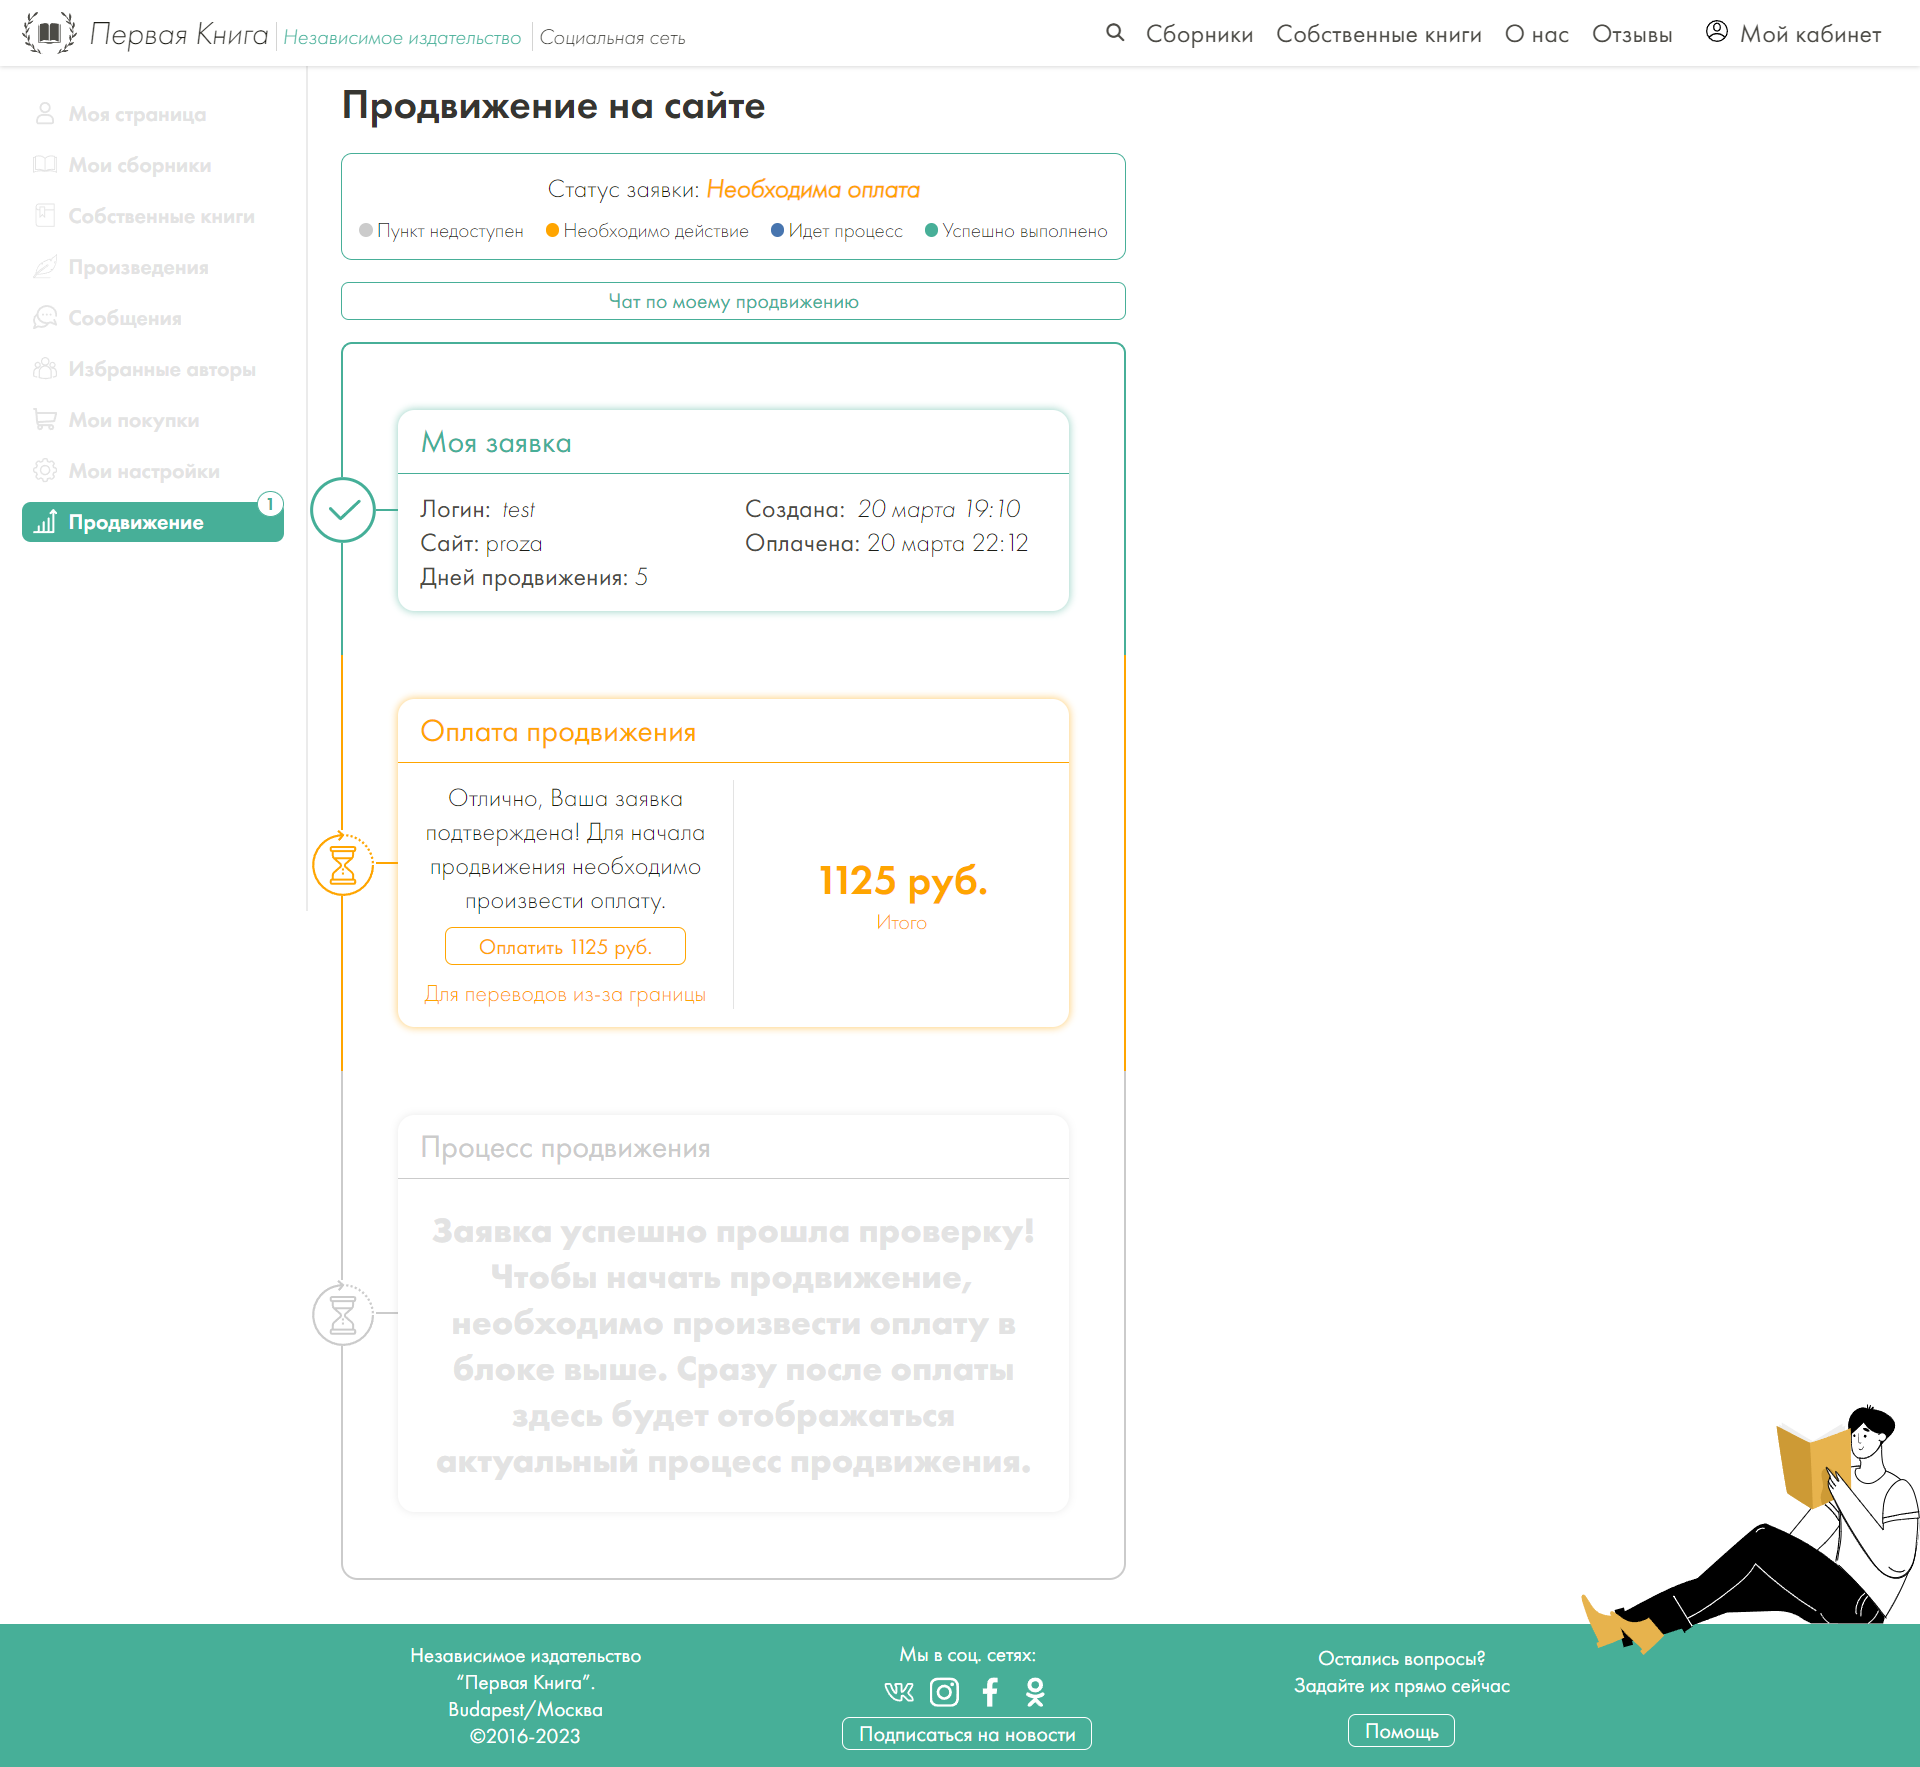 Первая Книга Независимое издательство Социальная сеть Сборники Собственные книги О нас Отзывы Мой кабинет
Моя страница
Мои сборники
Собственные книги
Произведения
Сообщения
Избранные авторы
Мои покупки
Мои настройки
Продвижение 1
Продвижение на сайте
Статус заявки: Необходима оплата
Пункт недоступен Необходимо действие Идет процесс Успешно выполнено
Чат по моему продвижению
Моя заявка
Логин: test Создана: 20 марта 19:10
Сайт: proza Оплачена: 20 марта 22:12
Дней продвижения: 5
Оплата продвижения
Отлично, Ваша заявка
подтверждена! Для начала
продвижения необходимо
произвести оплату.
Оплатить 1125 руб.
Для переводов из-за границы
1125 руб.
Итого
Процесс продвижения
Заявка успешно прошла проверку!
Чтобы начать продвижение,
необходимо произвести оплату в
блоке выше. Сразу после оплаты
здесь будет отображаться
актуальный процесс продвижения.
Независимое издательство
“Первая Книга”.
Budapest/Москва
©2016-2023
Мы в соц. сетях:
Подписаться на новости
Остались вопросы?
Задайте их прямо сейчас
Помощь